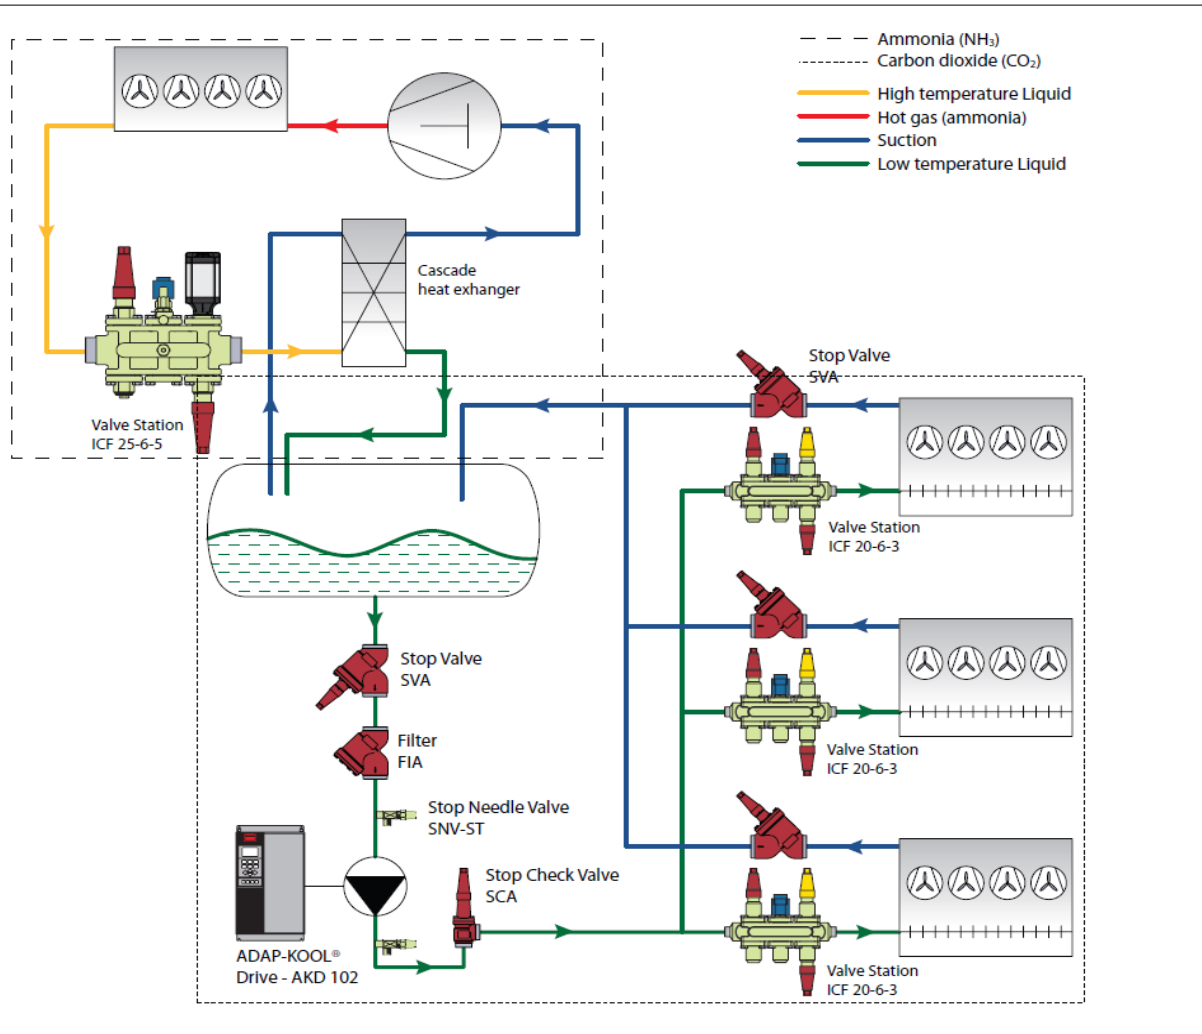 Ammonia (NH₃)
Carbon dioxide (CO₂)
High temperature Liquid
Hot gas (ammonia)
Suction
Low temperature Liquid
Cascade
heat exhanger
Valve Station
ICF 25-6-5
Stop Valve
SVA
Valve Station
ICF 20-6-3
Stop Valve
SVA
Filter
FIA
Stop Needle Valve
SNV-ST
Valve Station
ICF 20-6-3
Stop Check Valve
SCA
ADAP-KOOL®
Drive - AKD 102
Valve Station
ICF 20-6-3